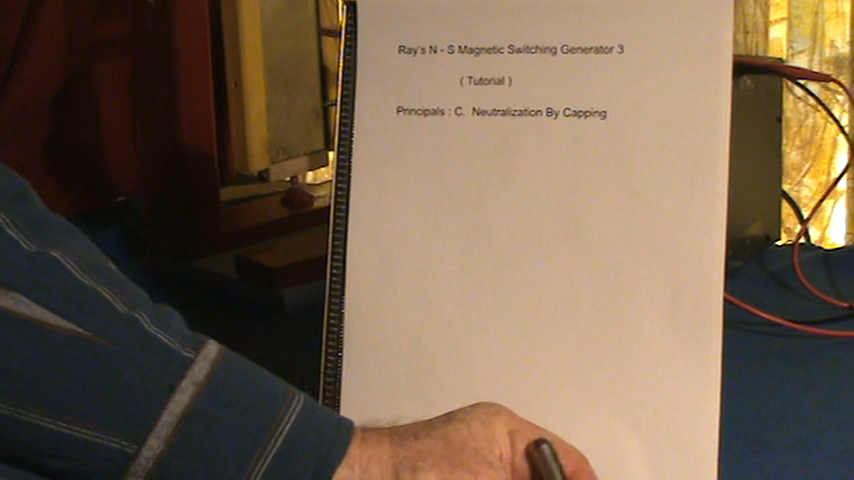 Ray's N - S Magnetic Switching Generator 3
( Tutorial )
Principals : C. Neutralization By Capping